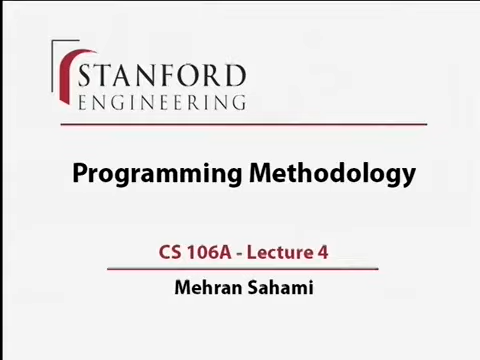 STANFORD
ENGINEERING
Programming Methodology
CS 106A - Lecture 4
Mehran Sahami